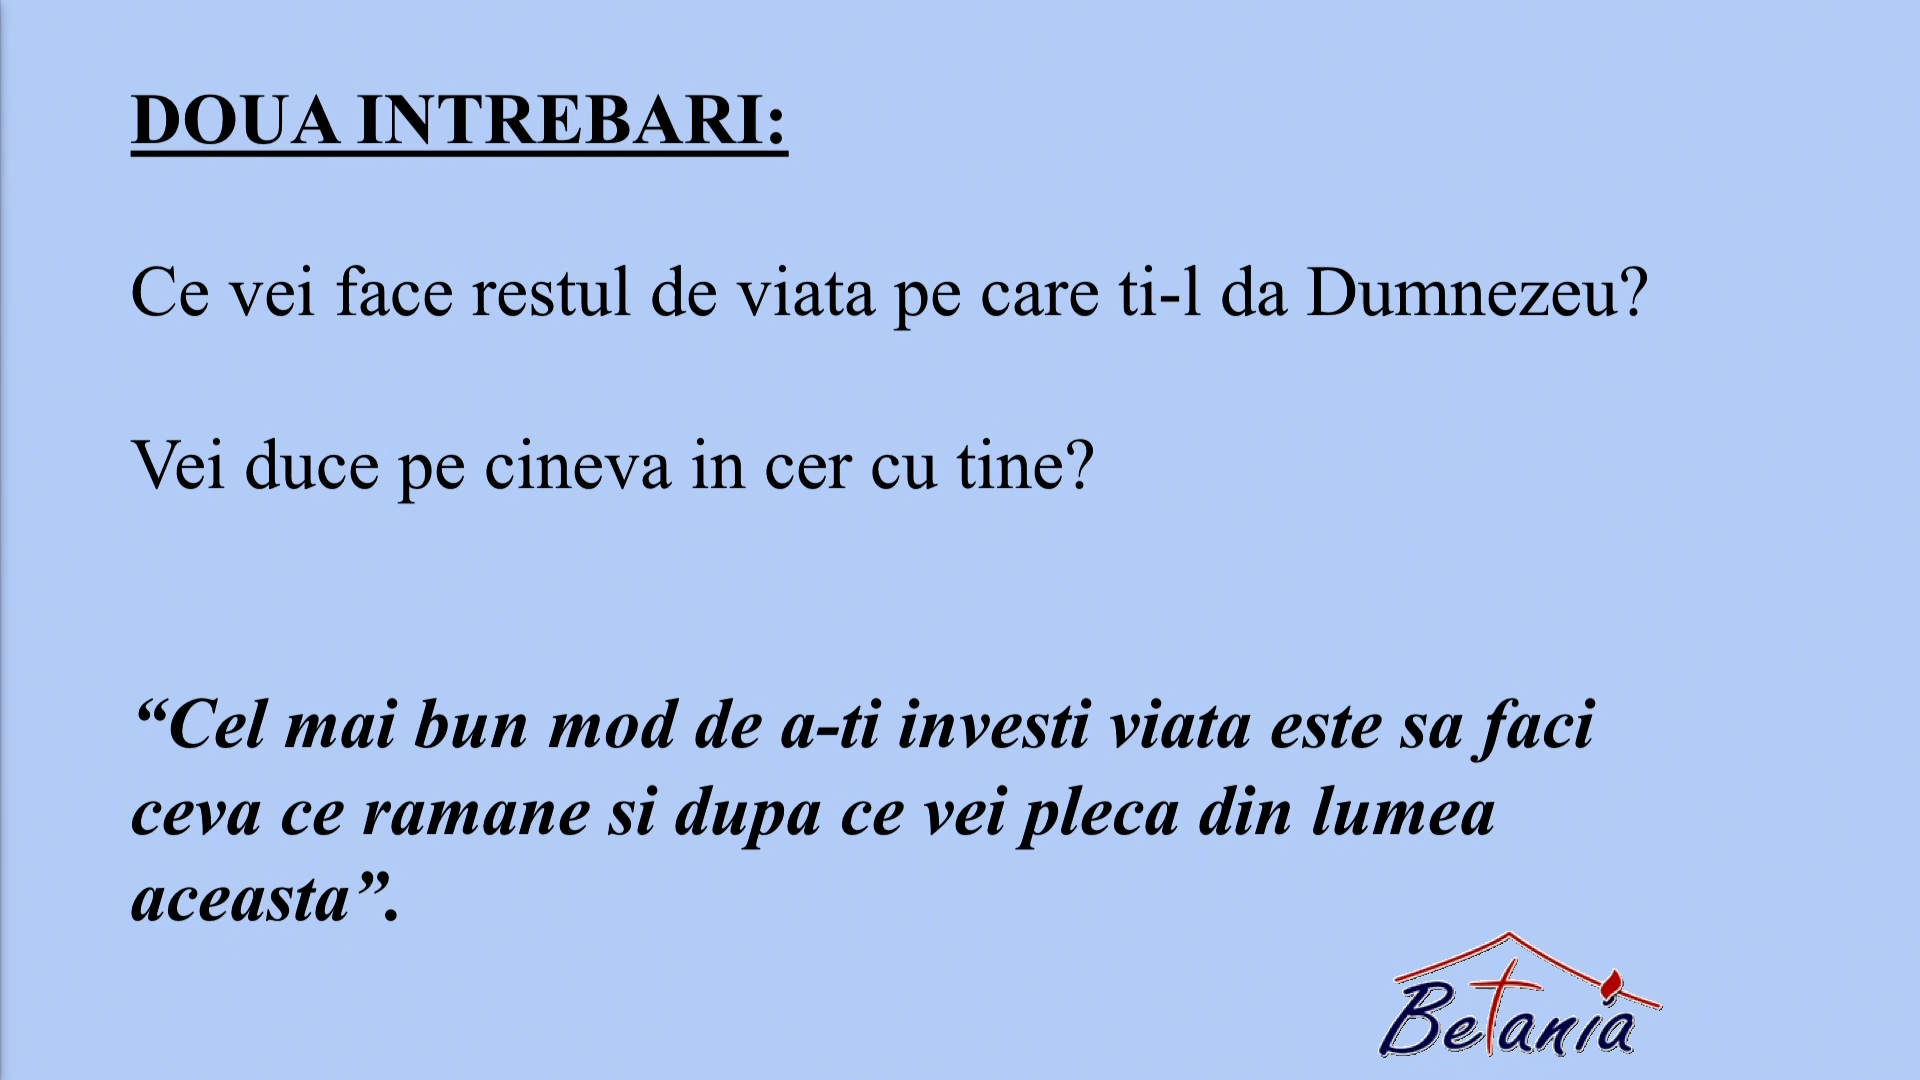 DOUA INTREBARI:
Ce vei face restul de viata pe care ti-l da Dumnezeu?
Vei duce pe cineva in cer cu tine?
“Cel mai bun mod de a-ti investi viata este sa faci
ceva ce ramane si dupa ce vei pleca din lumea
aceasta”.
Betania